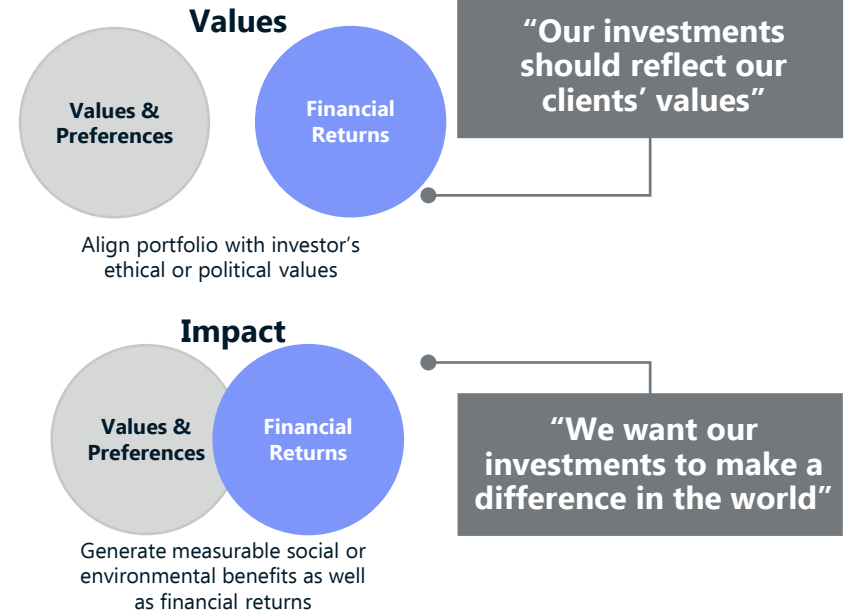 Values
Values &
Preferences
Financial
Returns
“Our investments
should reflect our
clients’ values”
Align portfolio with investor’s
ethical or political values
Impact
Values &
Preferences
Financial
Returns
“We want our
investments to make a
difference in the world”
Generate measurable social or
environmental benefits as well
as financial returns